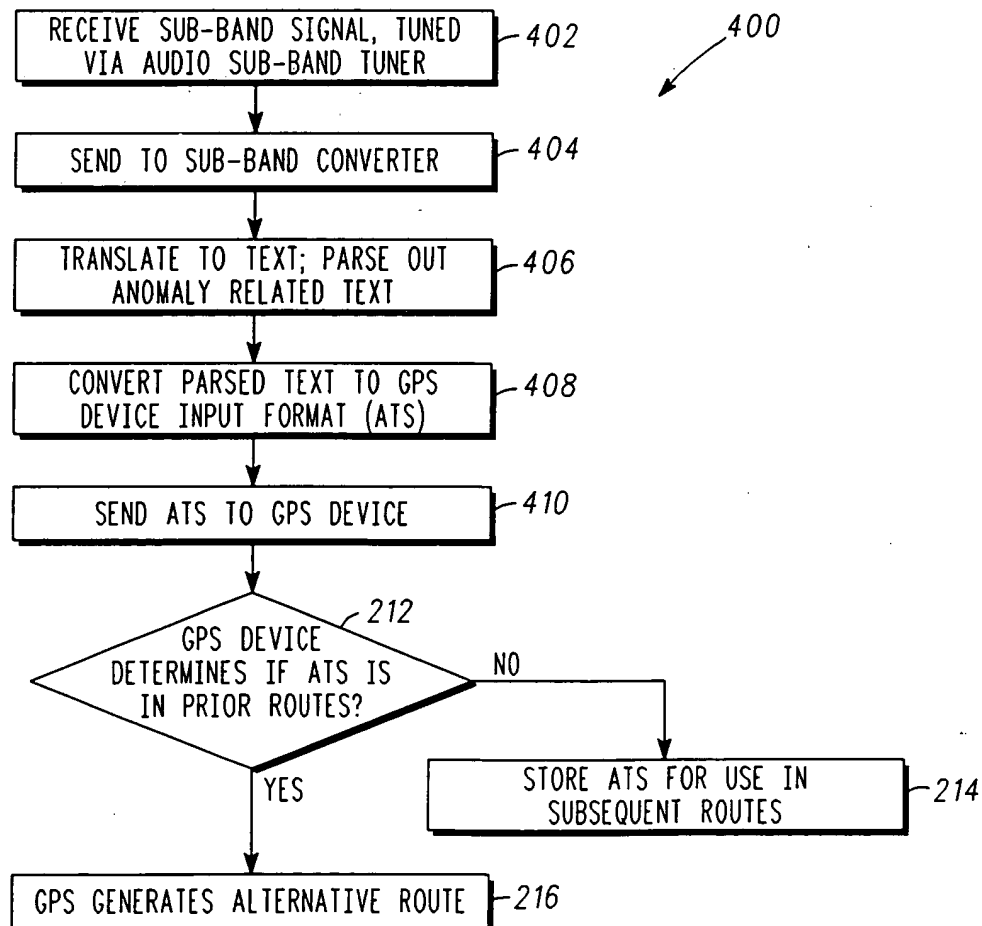 400
RECEIVE SUB-BAND SIGNAL, TUNED
VIA AUDIO SUB-BAND TUNER
402
SEND TO SUB-BAND CONVERTER
404
TRANSLATE TO TEXT; PARSE OUT
ANOMALY RELATED TEXT
406
CONVERT PARSED TEXT TO GPS
DEVICE INPUT FORMAT (ATS)
408
SEND ATS TO GPS DEVICE
410
GPS DEVICE
DETERMINES IF ATS IS
IN PRIOR ROUTES?
212
NO
YES
STORE ATS FOR USE IN
SUBSEQUENT ROUTES
214
GPS GENERATES ALTERNATIVE ROUTE
216